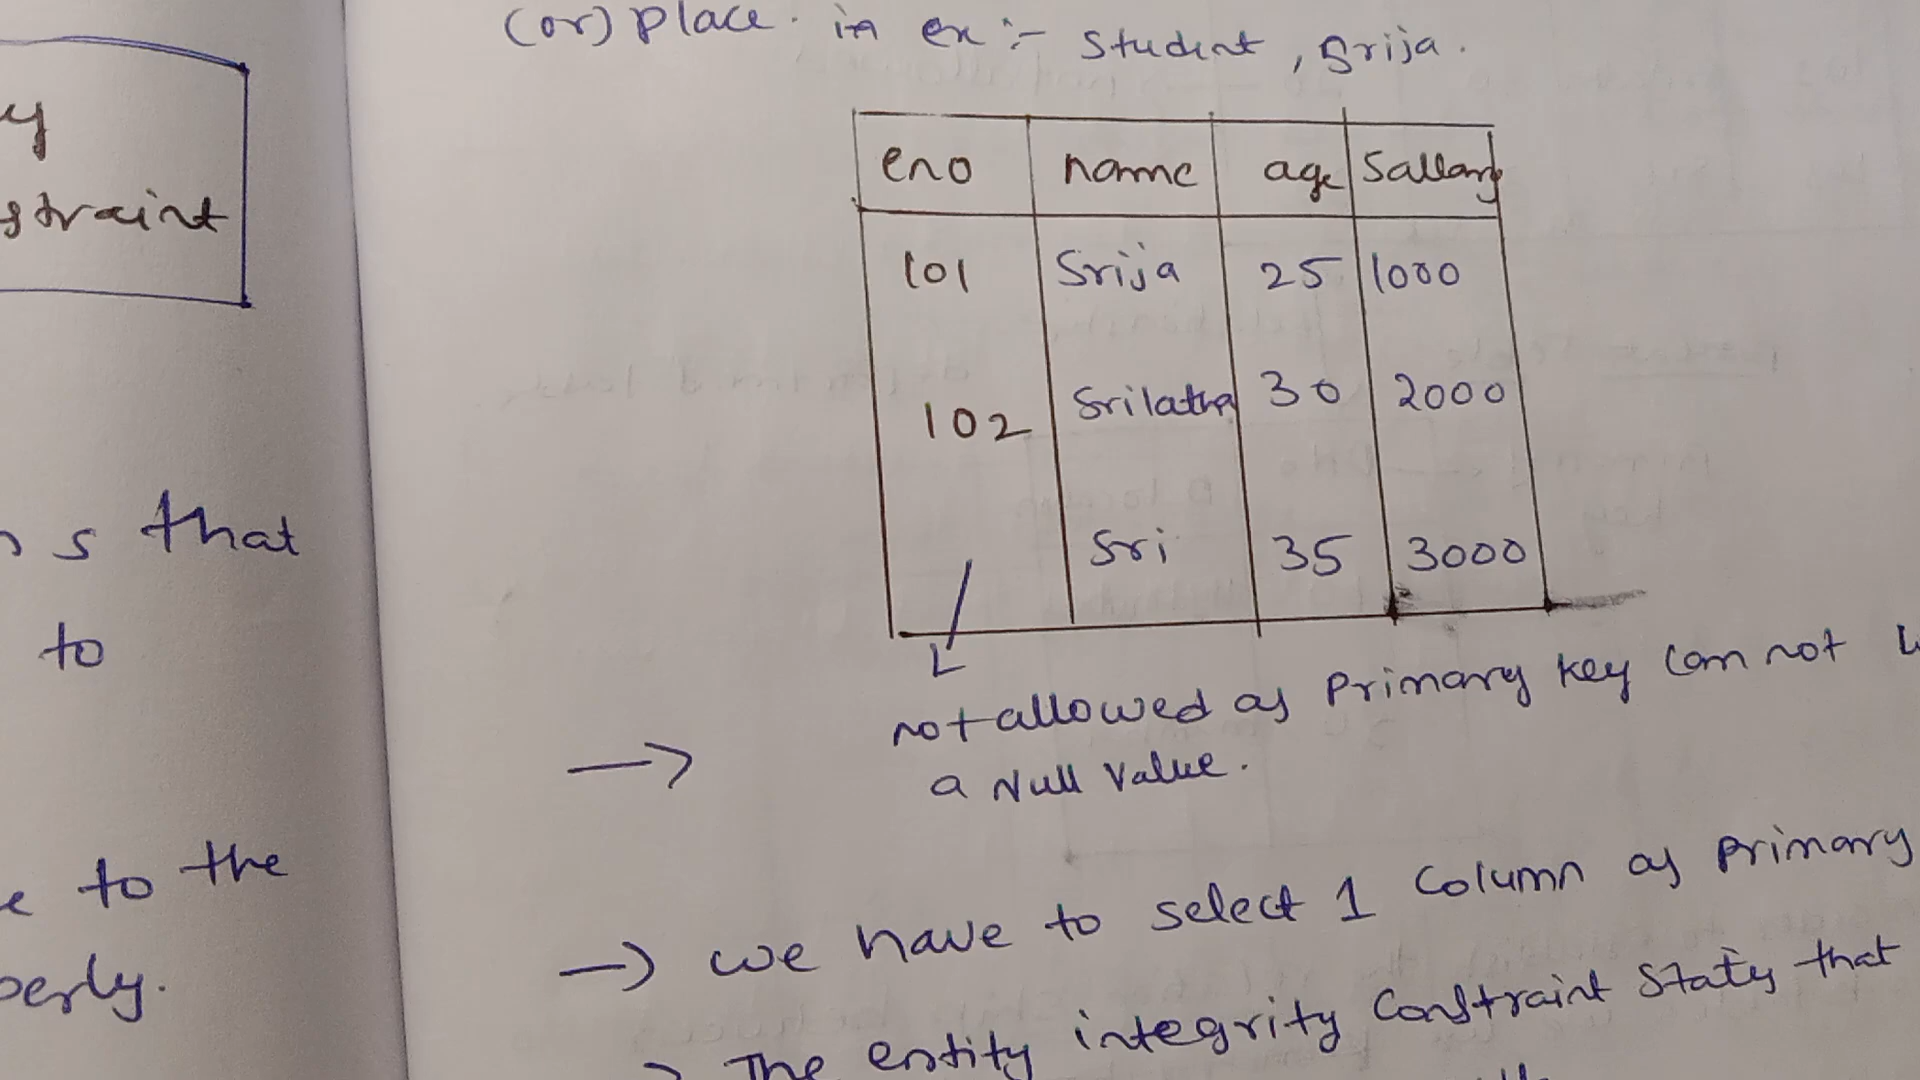 straint
s that
to
e to the
perly.
(or) place. in ex :- student, Srija.
eno name age Sallary
101 Srija 25 1000
102 Srilatha 30 2000
Sri 35 3000
not allowed as primary key can not
→ a Null value.
→ we have to select 1 column as primary
→ The entity integrity constraint states that